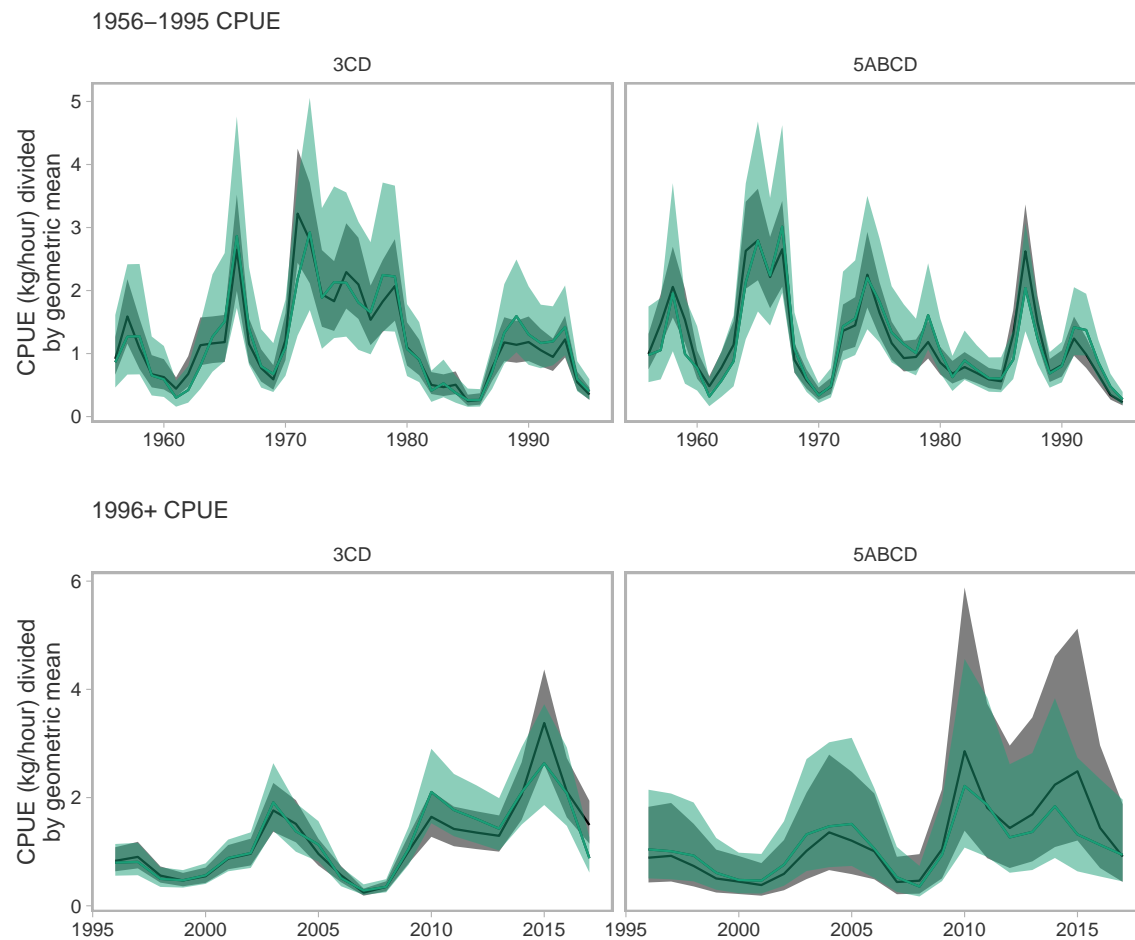 1956–1995 CPUE
3CD
5ABCD
CPUE (kg/hour) divided
by geometric mean
5
4
3
2
1
0
1960
1970
1980
1990
1960
1970
1980
1990
1996+ CPUE
3CD
5ABCD
CPUE (kg/hour) divided
by geometric mean
6
4
2
0
1995
2000
2005
2010
2015
1995
2000
2005
2010
2015